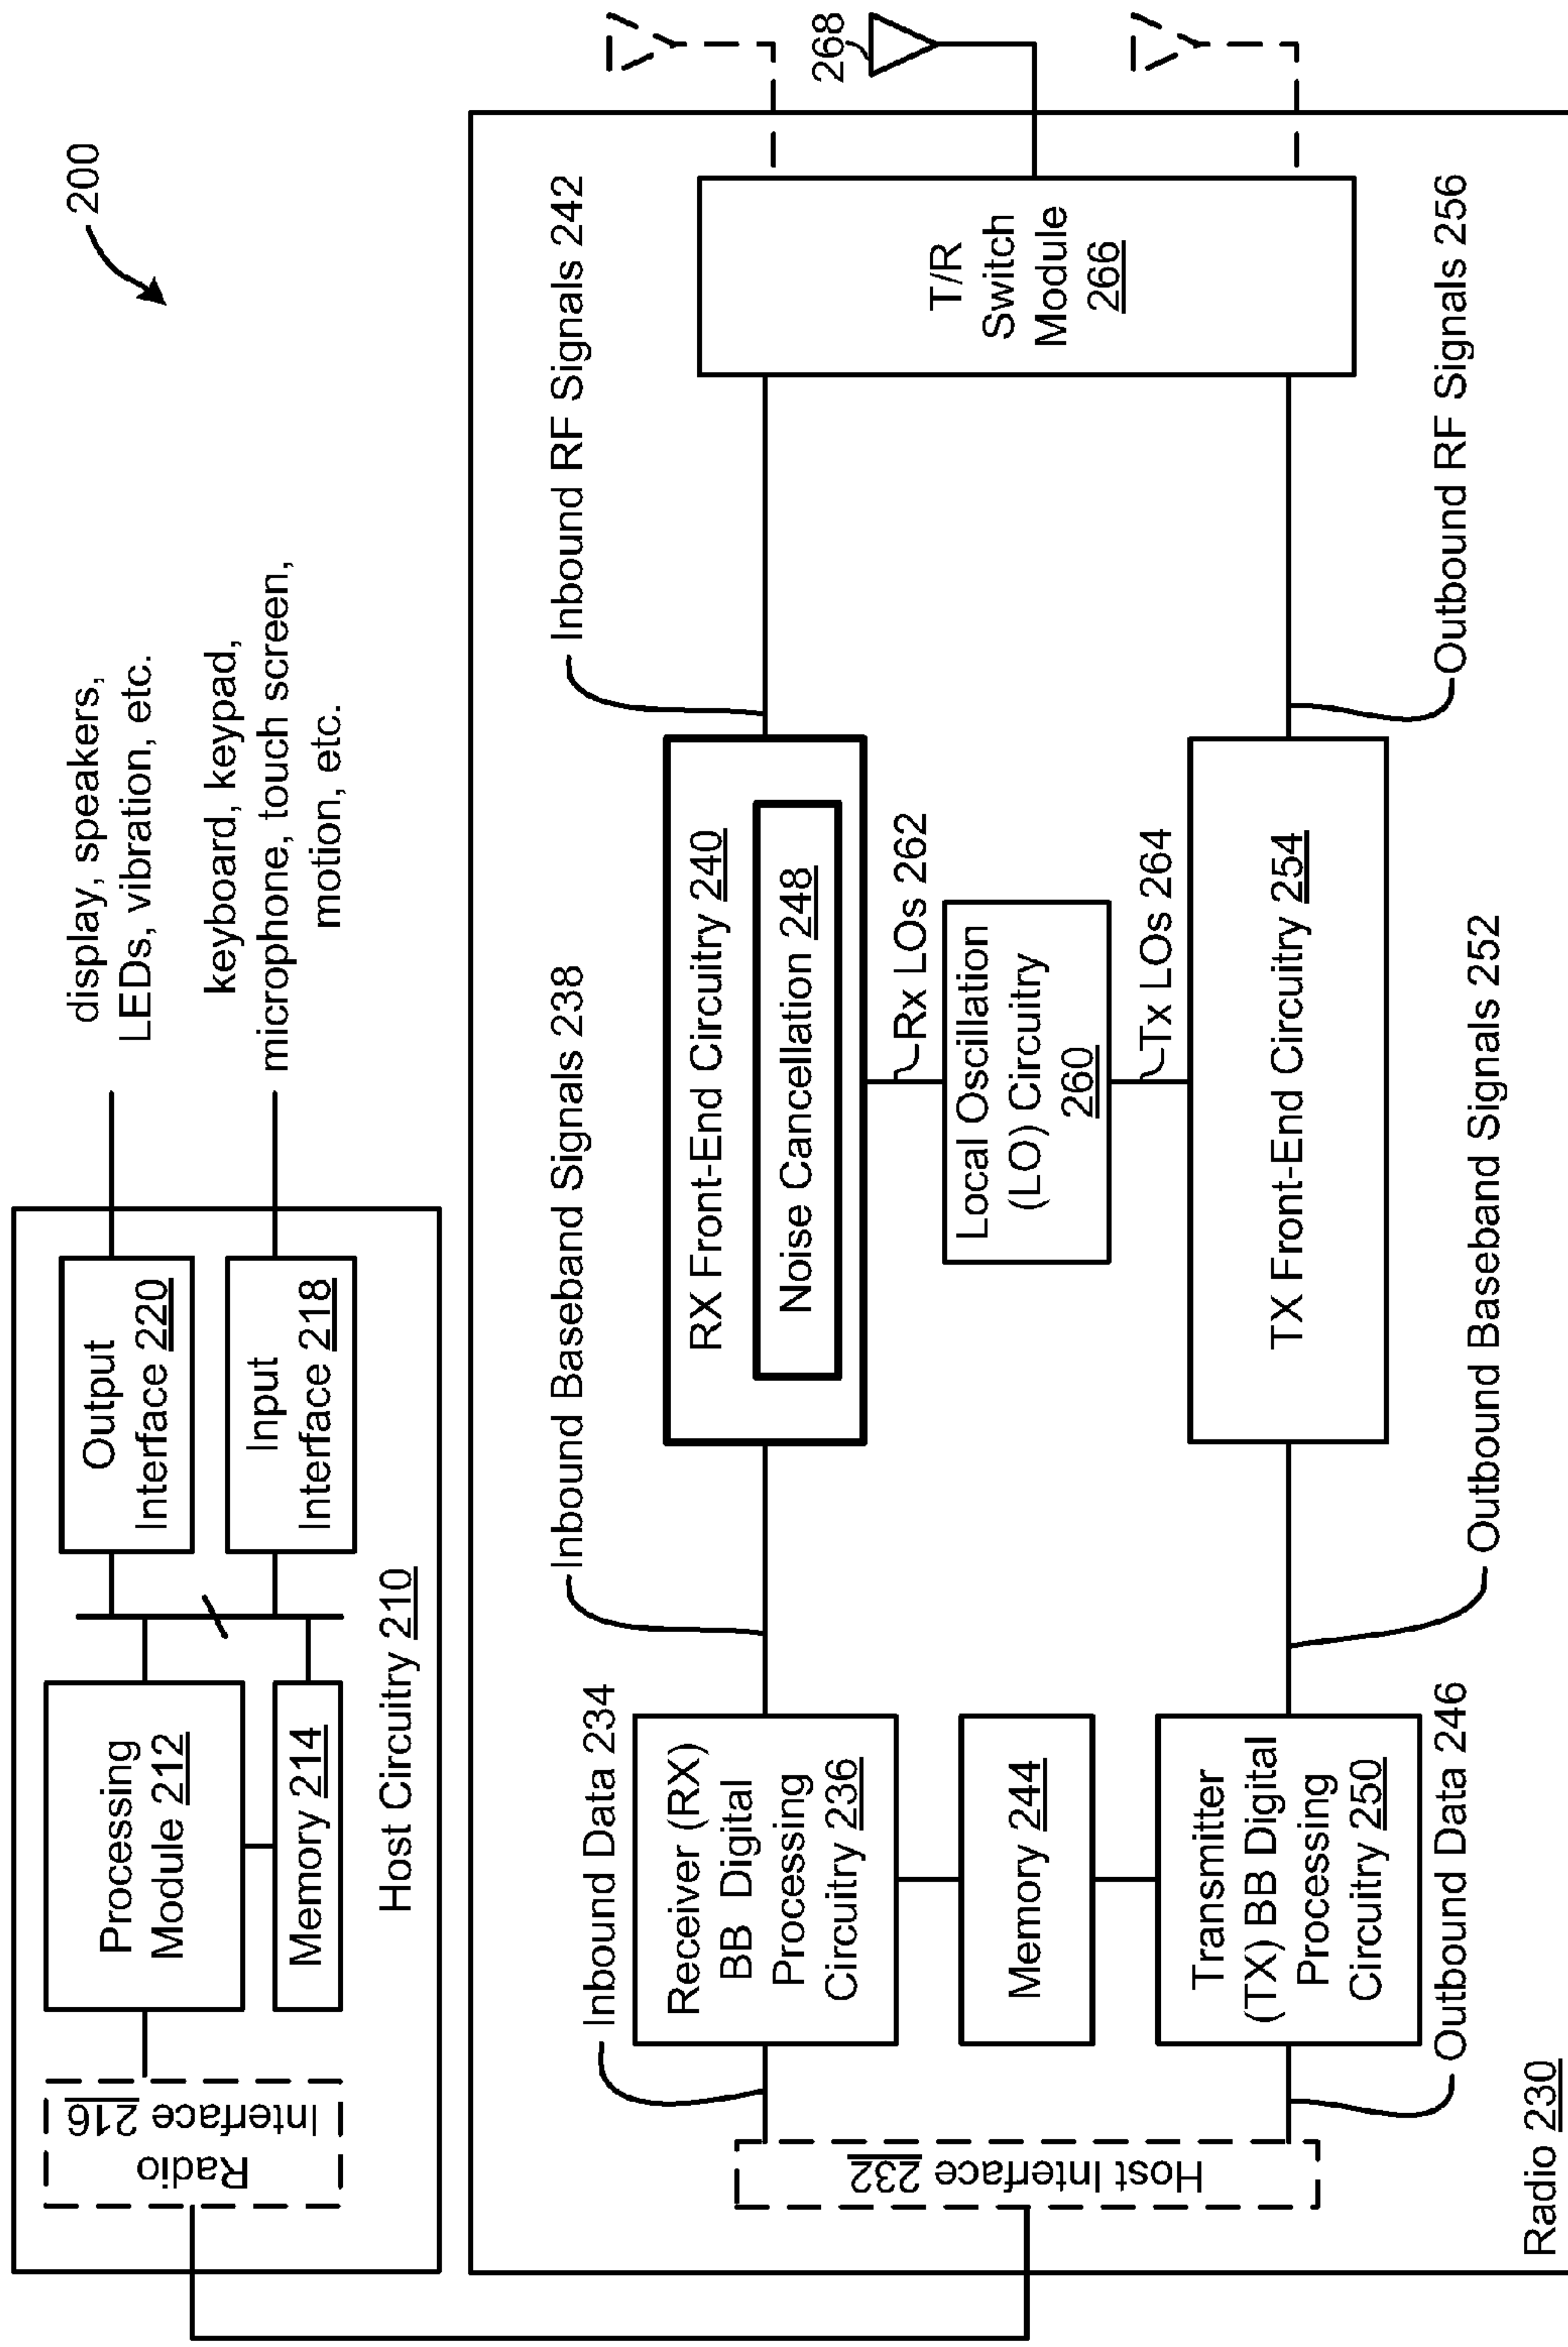 200
display, speakers,
LEDs, vibration, etc.
keyboard, keypad,
microphone, touch screen,
motion, etc.
Radio
Interface 216
Processing
Module 212
Memory 214
Output
Interface 220
Input
Interface 218
Host Circuitry 210
Inbound Data 234
Inbound Baseband Signals 238
Inbound RF Signals 242
268
Host Interface 232
Receiver (RX)
BB Digital
Processing
Circuitry 236
RX Front-End Circuitry 240
Noise Cancellation 248
Rx LOs 262
Memory 244
Local Oscillation
(LO) Circuitry
260
T/R
Switch
Module
266
Tx LOs 264
Transmitter
(TX) BB Digital
Processing
Circuitry 250
TX Front-End Circuitry 254
Outbound Data 246
Outbound Baseband Signals 252
Outbound RF Signals 256
Radio 230